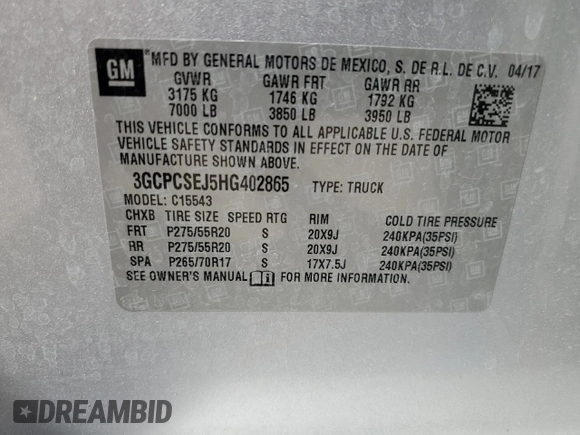 GM MFD BY GENERAL MOTORS DE MEXICO, S. DE R.L. DE C.V. 04/17
GVWR GAWR FRT GAWR RR
3175 KG 1746 KG 1792 KG
7000 LB 3850 LB 3950 LB
THIS VEHICLE CONFORMS TO ALL APPLICABLE U.S. FEDERAL MOTOR
VEHICLE SAFETY STANDARDS IN EFFECT ON THE DATE OF
MANUFACTURE SHOWN ABOVE.
3GCPCSEJ5HG402865 TYPE: TRUCK
MODEL: C15543
CHXB TIRE SIZE SPEED RTG RIM COLD TIRE PRESSURE
FRT P275/55R20 S 20X9J 240KPA(35PSI)
RR P275/55R20 S 20X9J 240KPA(35PSI)
SPA P265/70R17 S 17X7.5J 240KPA(35PSI)
SEE OWNER'S MANUAL FOR MORE INFORMATION.
DREAMBID